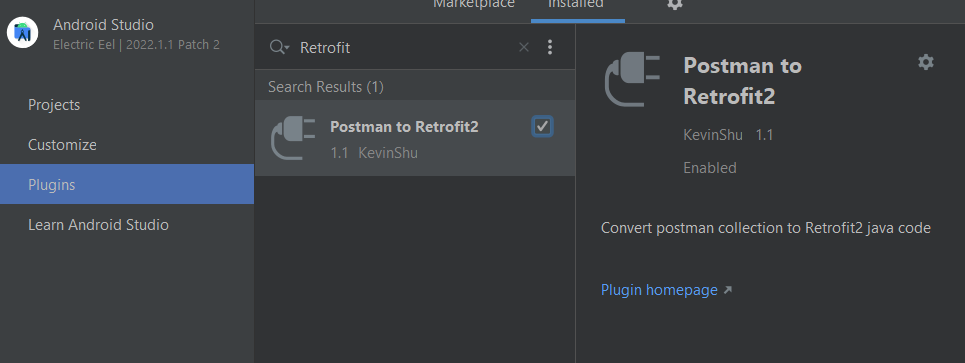 Marketplace
Installed
Android Studio
Electric Eel | 2022.1.1 Patch 2
Projects
Customize
Plugins
Learn Android Studio
Retrofit
Search Results (1)
Postman to Retrofit2
1.1 KevinShu
Postman to
Retrofit2
KevinShu 1.1
Enabled
Convert postman collection to Retrofit2 java code
Plugin homepage ↗